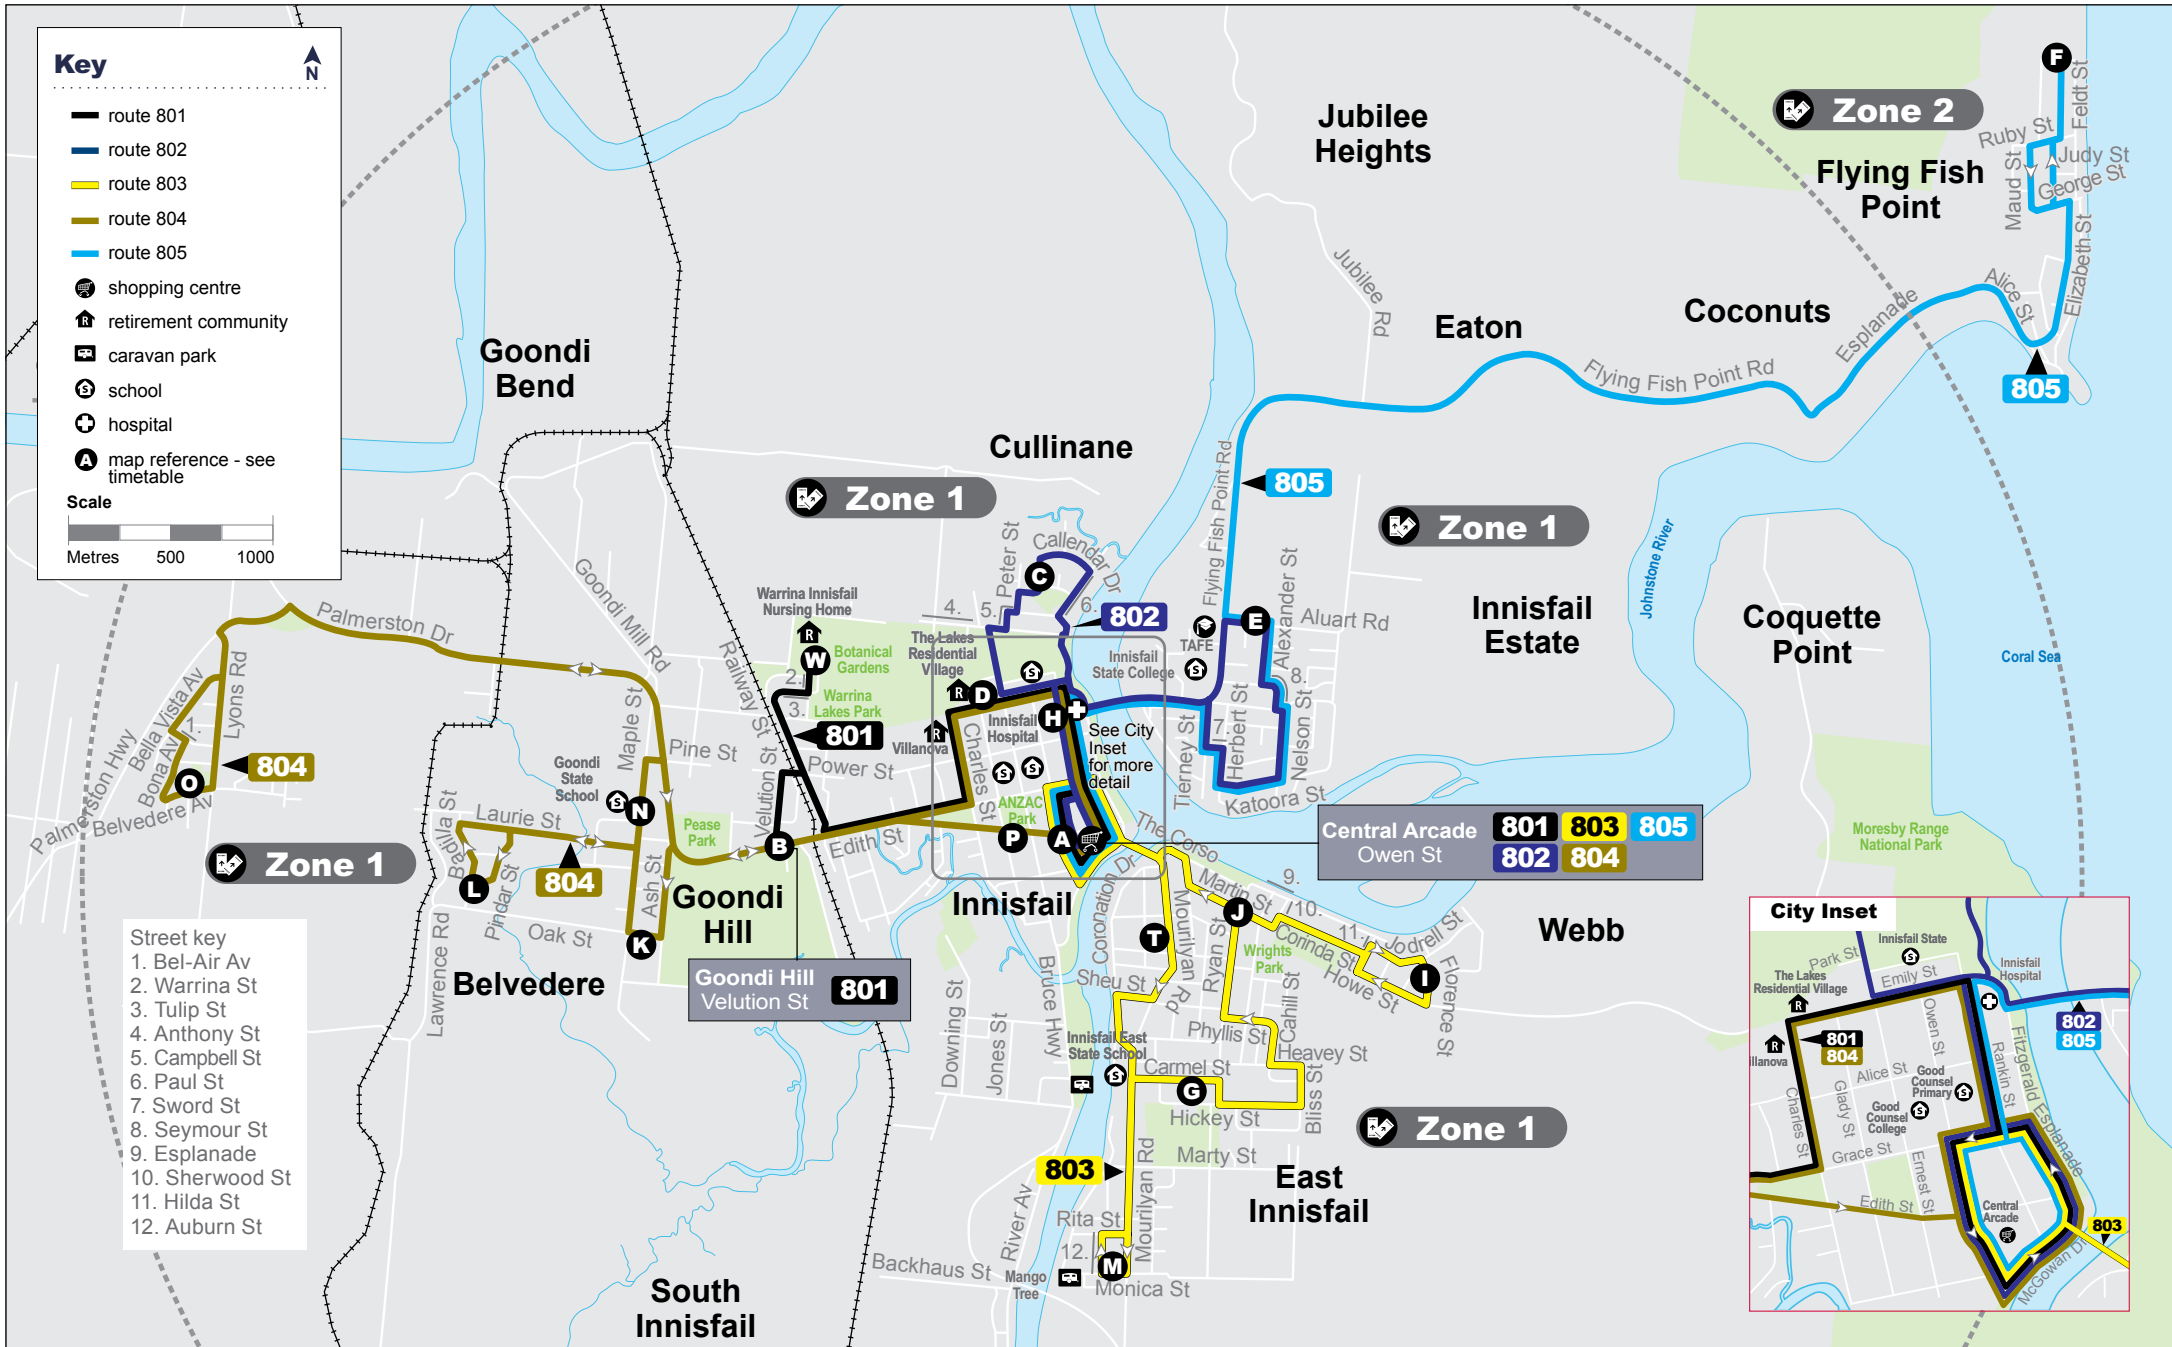 Key
N
route 801
route 802
route 803
route 804
route 805
shopping centre
R
retirement community
caravan park
S
school
hospital
A
map reference - see
timetable
Scale
Metres 500 1000
Street key
1. Bel-Air Av
2. Warrina St
3. Tulip St
4. Anthony St
5. Campbell St
6. Paul St
7. Sword St
8. Seymour St
9. Esplanade
10. Sherwood St
11. Hilda St
12. Auburn St
Jubilee
Heights
Zone 2
Flying Fish
Point
F
Feldt St
Ruby St
Judy St
George St
Maud St
Elizabeth St
Alice St
Esplanade
805
Coconuts
Eaton
Jubilee Rd
Flying Fish Point Rd
Goondi
Bend
Cullinane
Zone 1
805
Flying Fish Point Rd
Zone 1
Johnstone River
Innisfail
Estate
Coquette
Point
Coral Sea
Moresby Range
National Park
Palmerston Dr
Goondi Mill Rd
Railway St
Warrina Innisfail
Nursing Home
R
W
Botanical
Gardens
2.
3.
Warrina
Lakes Park
801
Power St
Velution St
B
Peter St
Callendar Dr
C
4.
5.
6.
802
The Lakes
Residential
Village
R
D
S
Villanova
R
Charles St
Innisfail
Hospital
H
S
S
ANZAC
Park
P
A
See City
Inset
for more
detail
Edith St
Innisfail
State College
TAFE
S
E
Alexander St
Aluart Rd
8.
7.
Herbert St
Nelson St
Tierney St
Katoora St
Central Arcade
Owen St
801 803 805
802 804
Bella Vista Av
Lyons Rd
1.
Bona Av
O
804
Belvedere Av
Palmerston Hwy
Zone 1
Maple St
Pine St
Goondi
State
School
S
N
Laurie St
Badilla St
L
Pindar St
804
Ash St
Oak St
K
Pease
Park
Goondi
Hill
Belvedere
Lawrence Rd
Goondi Hill
Velution St
801
Innisfail
The Corso
Coronation Dr
Martin St
9.
10.
J
T
Mourilyan Rd
Ryan St
Wrights
Park
Corinda St
11.
Jodrell St
Howe St
I
Florence St
Webb
Sheu St
Bruce Hwy
Downing St
Jones St
Innisfail East
State School
S
Phyllis St
Cahill St
Heavey St
Carmel St
G
Hickey St
Bliss St
Zone 1
Marty St
803
Mourilyan Rd
East
Innisfail
River Av
Rita St
12.
M
Backhaus St
Mango
Tree
Monica St
South
Innisfail
City Inset
Innisfail State
S
Park St
Emily St
Innisfail
Hospital
The Lakes
Residential Village
R
801
804
R
illanova
Owen St
802
805
Fitzgerald Esplanade
Rankin St
Alice St
Good
Counsel
Primary
S
Good
Counsel
College
S
Glady St
Charles St
Grace St
Ernest St
Edith St
Central
Arcade
803
McGowan Dr